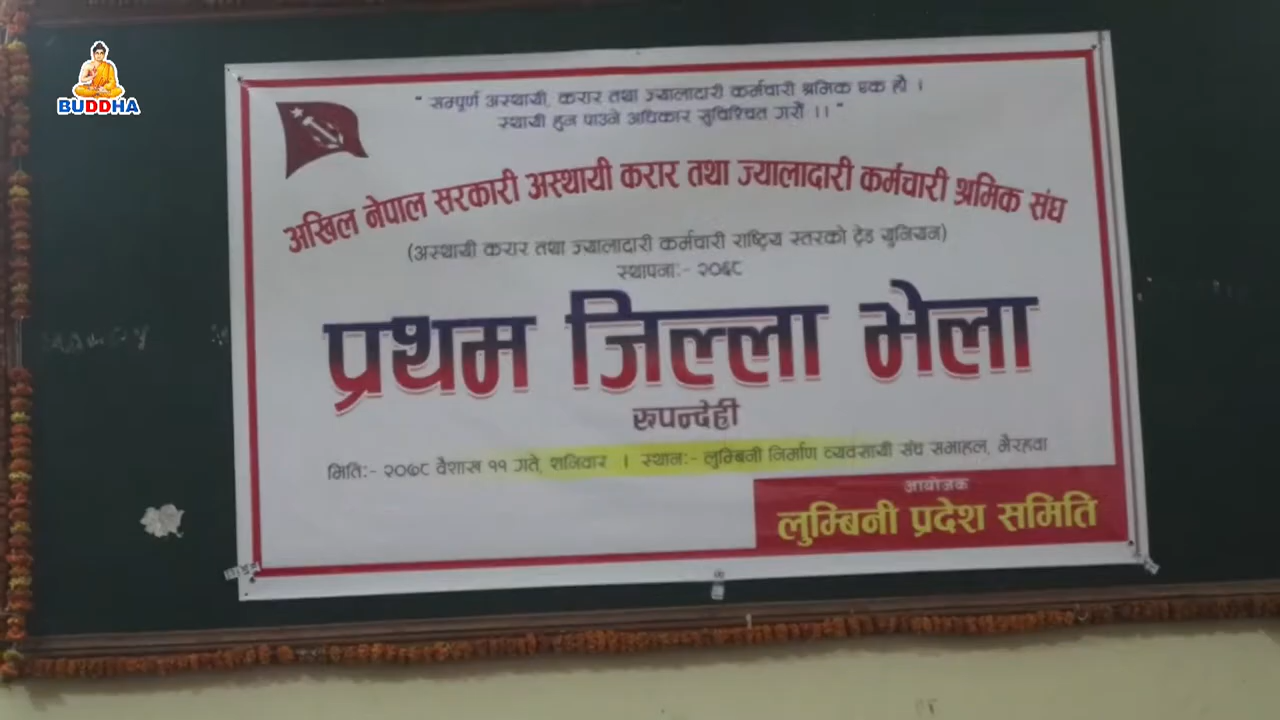 BUDDHA
" सम्पूर्ण अस्थायी, करार तथा ज्यालादारी कर्मचारी श्रमिक एक हौं ।
स्थायी हुन पाउने अधिकार सुनिश्चित गरौं ।। "
अखिल नेपाल सरकारी अस्थायी करार तथा ज्यालादारी कर्मचारी श्रमिक संघ
(अस्थायी करार तथा ज्यालादारी कर्मचारी राष्ट्रिय स्तरको ट्रेड युनियन)
स्थापनाः- २०६८
प्रथम जिल्ला भेला
रुपन्देही
मितिः- २०७८ वैशाख ११ गते, शनिवार । स्थानः- लुम्बिनी निर्माण व्यवसायी संघ सभाहल, भैरहवा
आयोजक
लुम्बिनी प्रदेश समिति